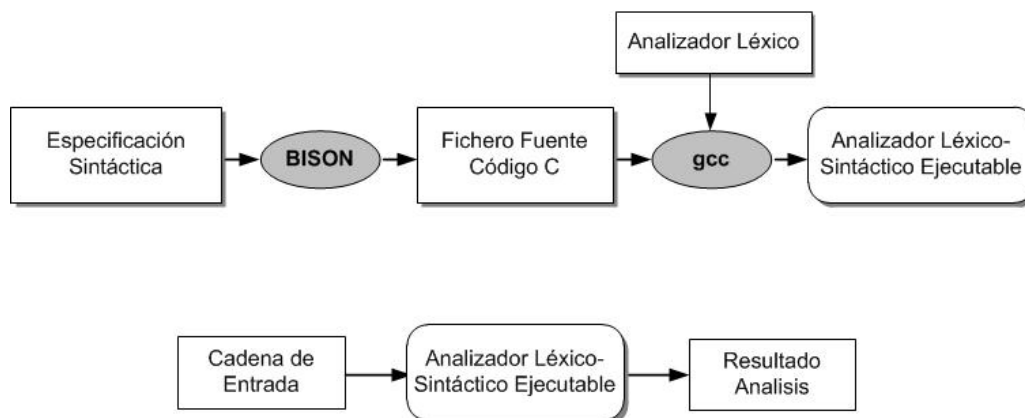 Analizador Léxico
Especificación
Sintáctica
BISON
Fichero Fuente
Código C
gcc
Analizador Léxico-
Sintáctico Ejecutable
Cadena de
Entrada
Analizador Léxico-
Sintáctico Ejecutable
Resultado
Analisis